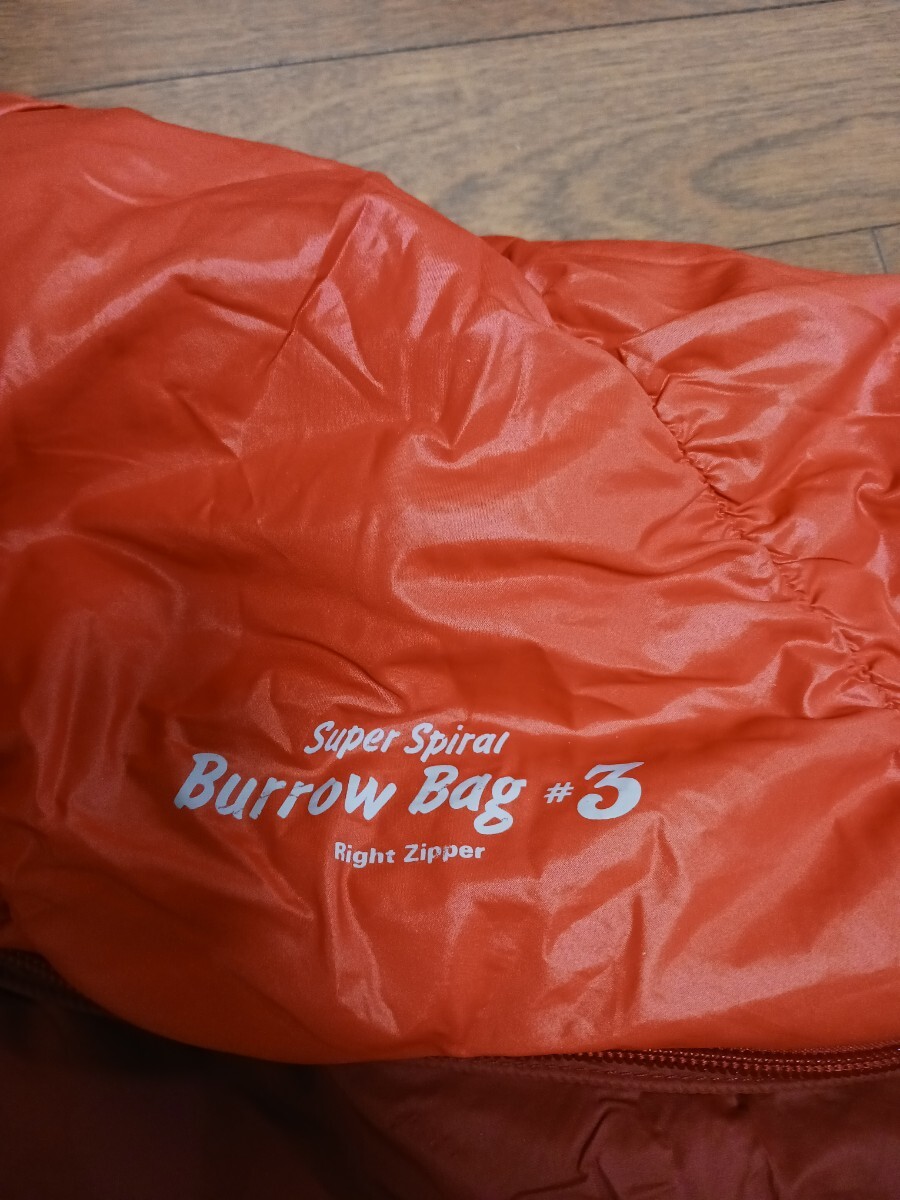 Super Spiral
Burrow Bag #3
Right Zipper